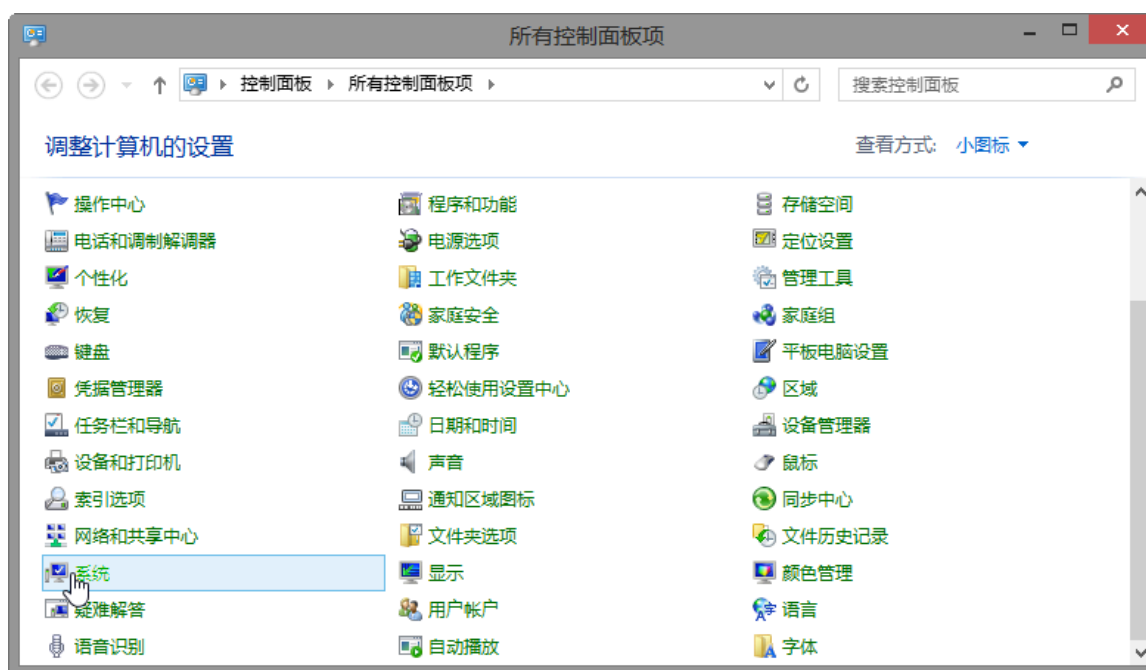 所有控制面板项
控制面板 所有控制面板项 搜索控制面板
调整计算机的设置 查看方式: 小图标
操作中心 程序和功能 存储空间
电话和调制解调器 电源选项 定位设置
个性化 工作文件夹 管理工具
恢复 家庭安全 家庭组
键盘 默认程序 平板电脑设置
凭据管理器 轻松使用设置中心 区域
任务栏和导航 日期和时间 设备管理器
设备和打印机 声音 鼠标
索引选项 通知区域图标 同步中心
网络和共享中心 文件夹选项 文件历史记录
系统 显示 颜色管理
疑难解答 用户帐户 语言
语音识别 自动播放 字体